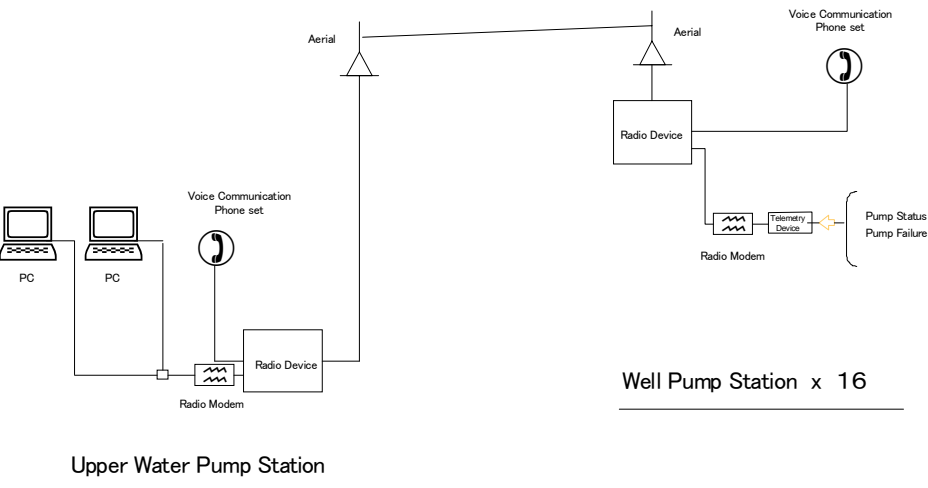 Voice Communication
Phone set
Aerial
Aerial
Radio Device
Voice Communication
Phone set
Telemetry
Device
Pump Status
Pump Failure
Radio Modem
PC
PC
Radio Device
Radio Modem
Well Pump Station x 16
Upper Water Pump Station